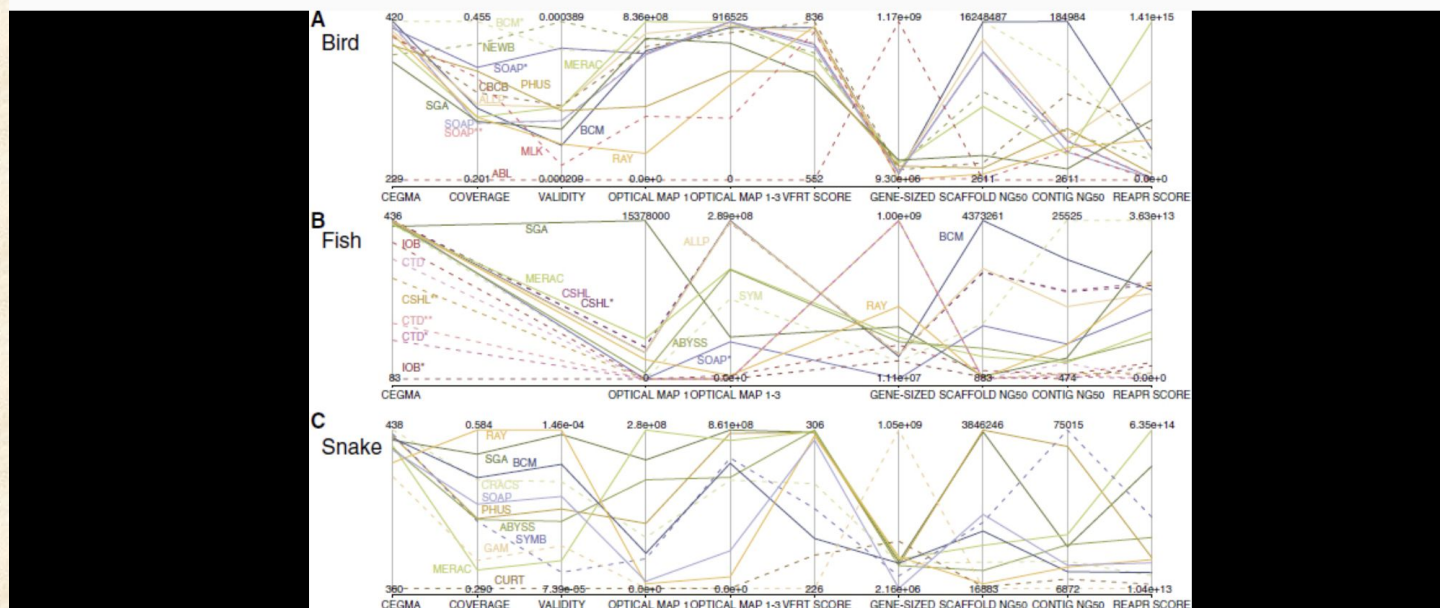 A
420 0.455 0.000389 8.36e+08 916525 836 1.17e+09 16248487 184984 1.41e+15
Bird
BCM*
NEWB
SOAP*
MERAC
CBCB
PHUS
ALLP
SGA
SOAP
SOAP**
BCM
MLK
RAY
ABL
229 0.201 0.000209 0.0e+0 0 552 9.30e+06 2611 2611 0.0e+0
CEGMA COVERAGE VALIDITY OPTICAL MAP 1 OPTICAL MAP 1-3 VFRT SCORE GENE-SIZED SCAFFOLD NG50 CONTIG NG50 REAPR SCORE
B
436 15378000 2.89e+08 1.00e+09 4373261 25525 3.63e+13
Fish
SGA
ALLP
BCM
IOB
CTD
MERAC
CSHL
CSHL*
SYM
CSHL**
RAY
CTD**
CTD*
ABYSS
SOAP*
IOB*
83 0 0.0e+0 1.11e+07 883 474 0.0e+0
CEGMA OPTICAL MAP 1 OPTICAL MAP 1-3 GENE-SIZED SCAFFOLD NG50 CONTIG NG50 REAPR SCORE
C
438 0.584 1.46e-04 2.8e+08 8.61e+08 306 1.05e+09 3846246 75015 6.35e+14
Snake
RAY
SGA BCM
CRACS
SOAP
PHUS
ABYSS
SYMB
GAM
MERAC
CURT
360 0.290 7.39e-05 0.0e+0 0.0e+0 226 2.16e+06 6872 1.04e+13
CEGMA COVERAGE VALIDITY OPTICAL MAP 1 OPTICAL MAP 1-3 VFRT SCORE GENE-SIZED SCAFFOLD NG50 CONTIG NG50 REAPR SCORE